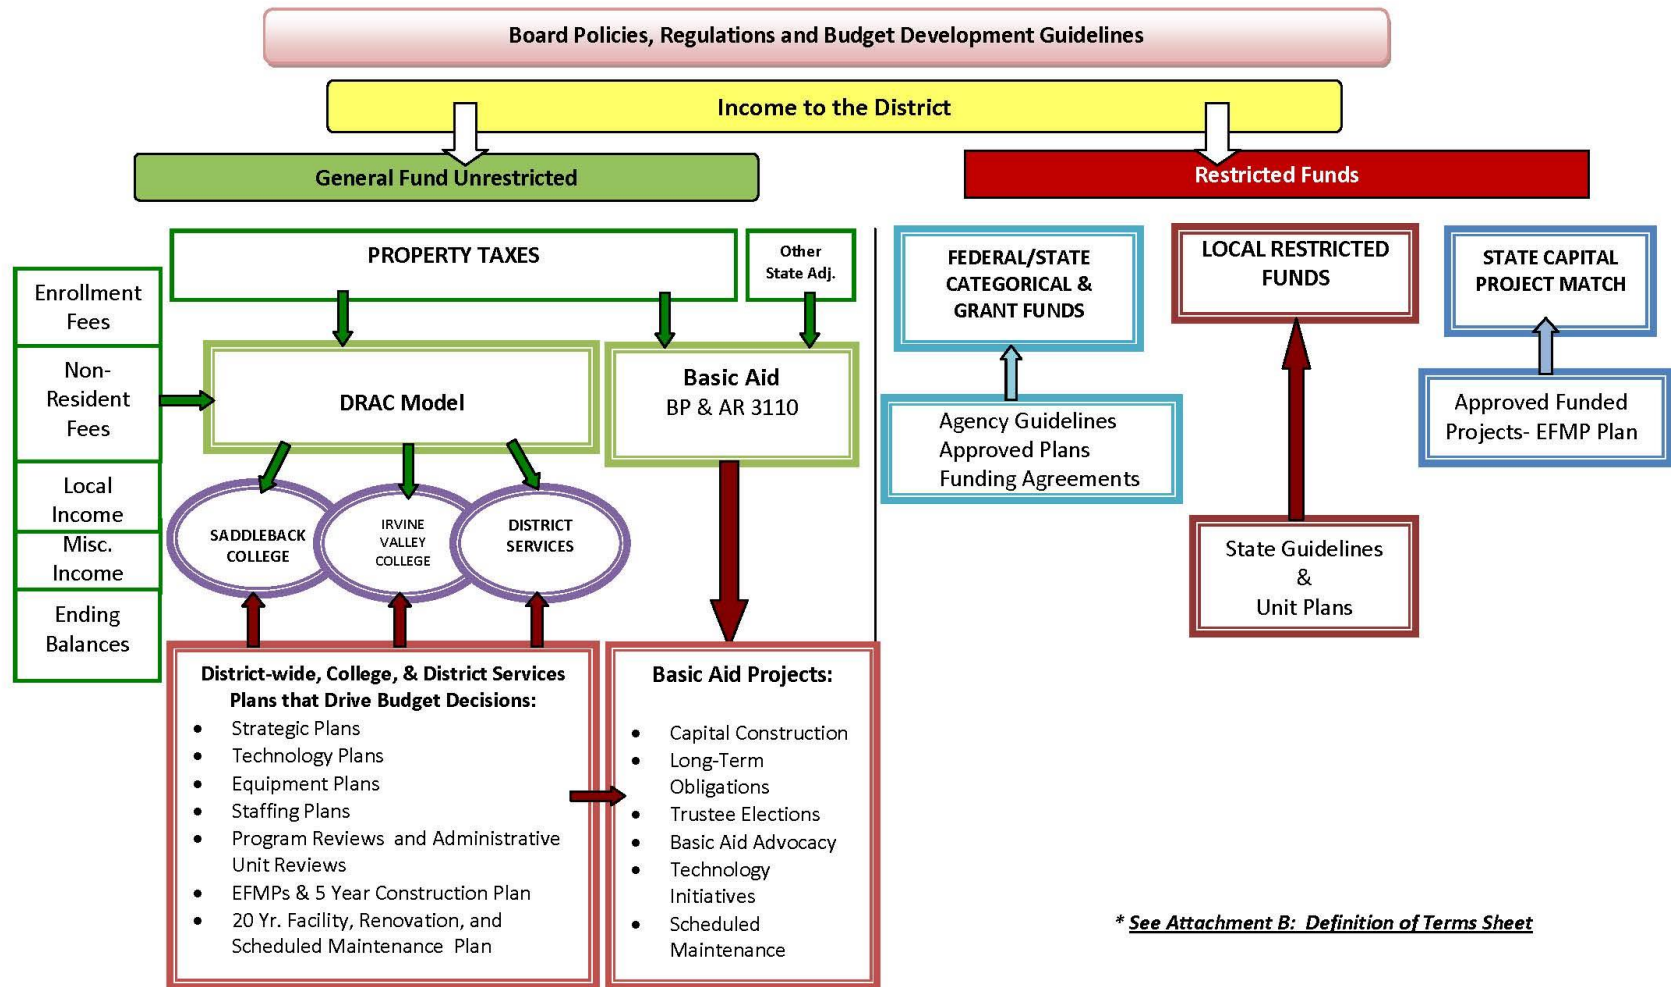 Board Policies, Regulations and Budget Development Guidelines
Income to the District
General Fund Unrestricted
Restricted Funds
PROPERTY TAXES
Other
State Adj.
Enrollment
Fees
Non-
Resident
Fees
Local
Income
Misc.
Income
Ending
Balances
DRAC Model
Basic Aid
BP & AR 3110
SADDLEBACK
COLLEGE
IRVINE
VALLEY
COLLEGE
DISTRICT
SERVICES
District-wide, College, & District Services
Plans that Drive Budget Decisions:
• Strategic Plans
• Technology Plans
• Equipment Plans
• Staffing Plans
• Program Reviews and Administrative
Unit Reviews
• EFMPs & 5 Year Construction Plan
• 20 Yr. Facility, Renovation, and
Scheduled Maintenance Plan
Basic Aid Projects:
• Capital Construction
• Long-Term
Obligations
• Trustee Elections
• Basic Aid Advocacy
• Technology
Initiatives
• Scheduled
Maintenance
FEDERAL/STATE
CATEGORICAL &
GRANT FUNDS
Agency Guidelines
Approved Plans
Funding Agreements
LOCAL RESTRICTED
FUNDS
State Guidelines
&
Unit Plans
STATE CAPITAL
PROJECT MATCH
Approved Funded
Projects- EFMP Plan
* See Attachment B: Definition of Terms Sheet